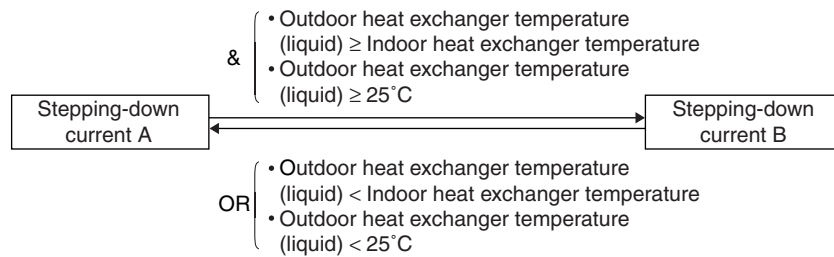 • Outdoor heat exchanger temperature
(liquid) ≥ Indoor heat exchanger temperature
&
• Outdoor heat exchanger temperature
(liquid) ≥ 25˚C
Stepping-down
current A
Stepping-down
current B
• Outdoor heat exchanger temperature
(liquid) < Indoor heat exchanger temperature
OR
• Outdoor heat exchanger temperature
(liquid) < 25˚C